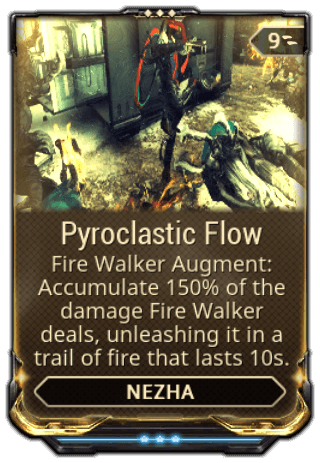 9
Pyroclastic Flow
Fire Walker Augment:
Accumulate 150% of the
damage Fire Walker
deals, unleashing it in a
trail of fire that lasts 10s.
NEZHA